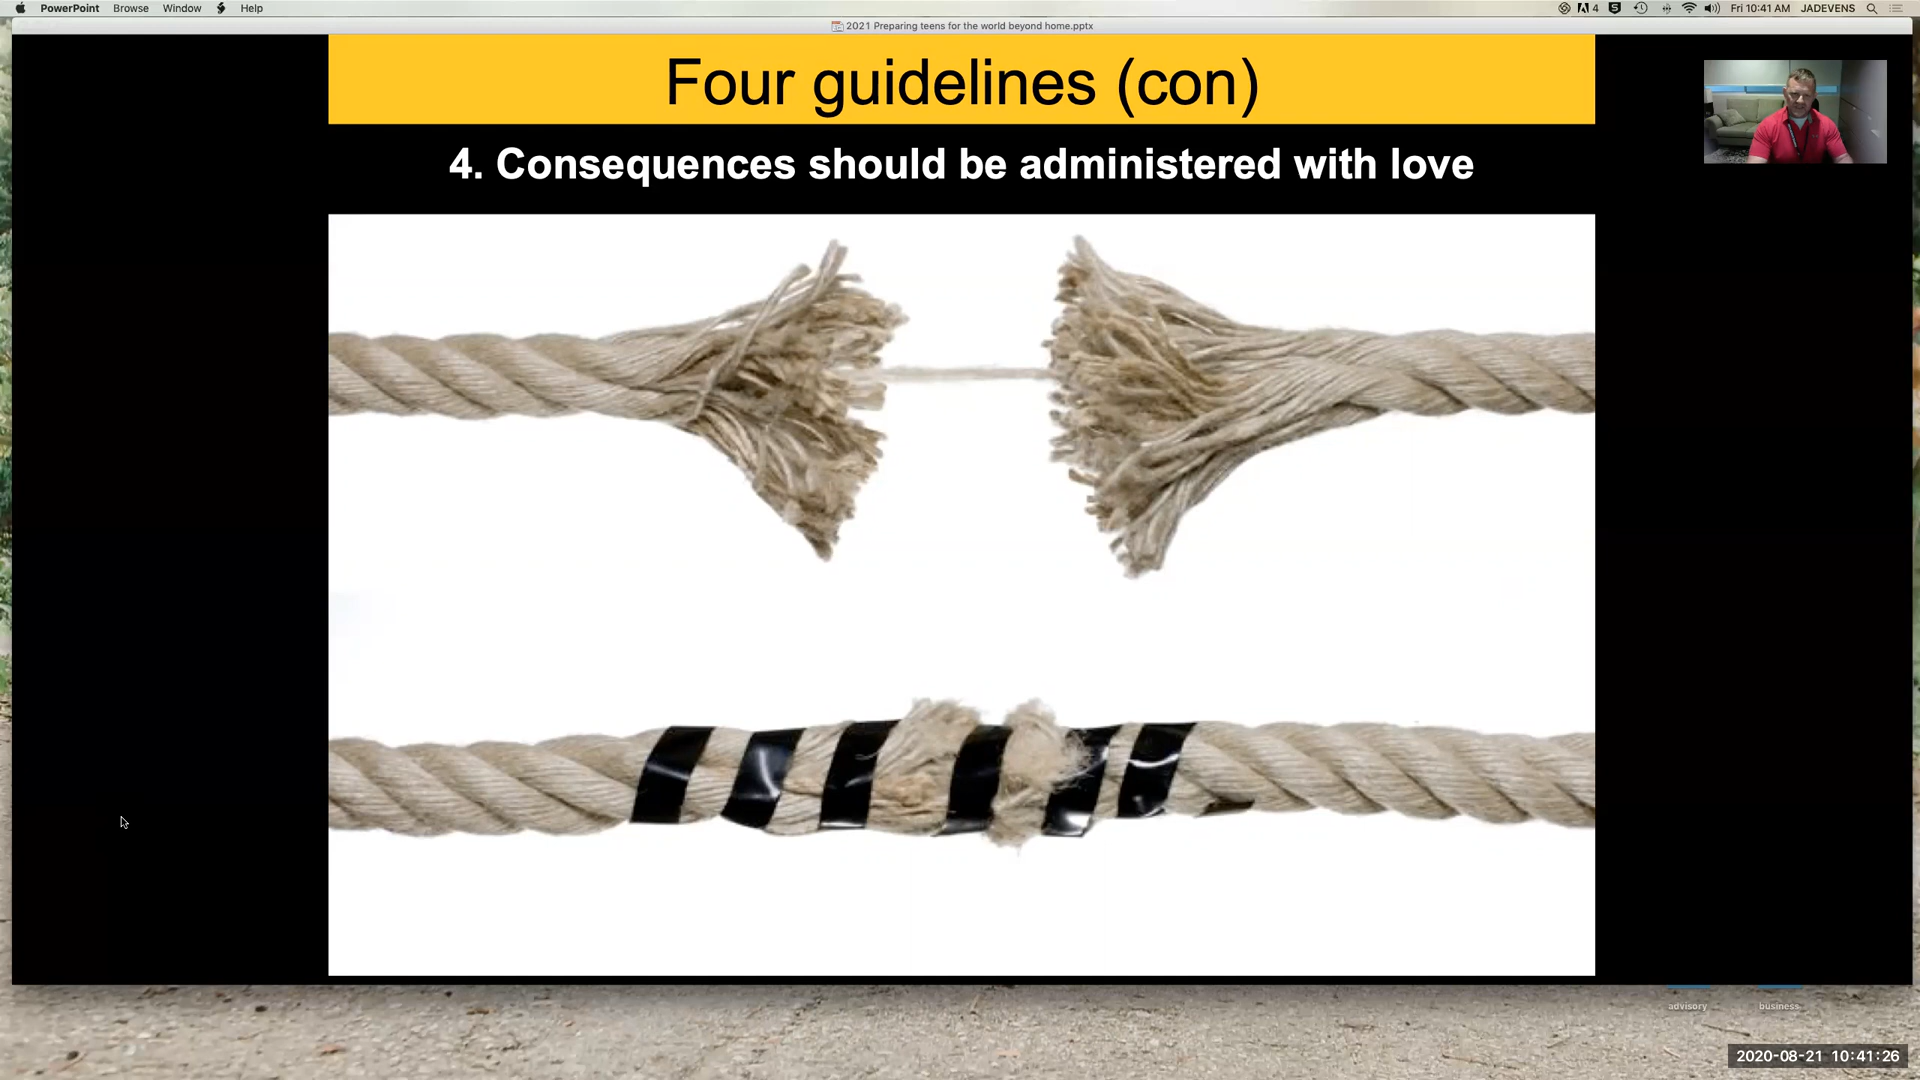 PowerPoint Browse Window Help
4 Fri 10:41 AM JADEVENS
2021 Preparing teens for the world beyond home.pptx
Four guidelines (con)
4. Consequences should be administered with love
advisory business
2020-08-21 10:41:26